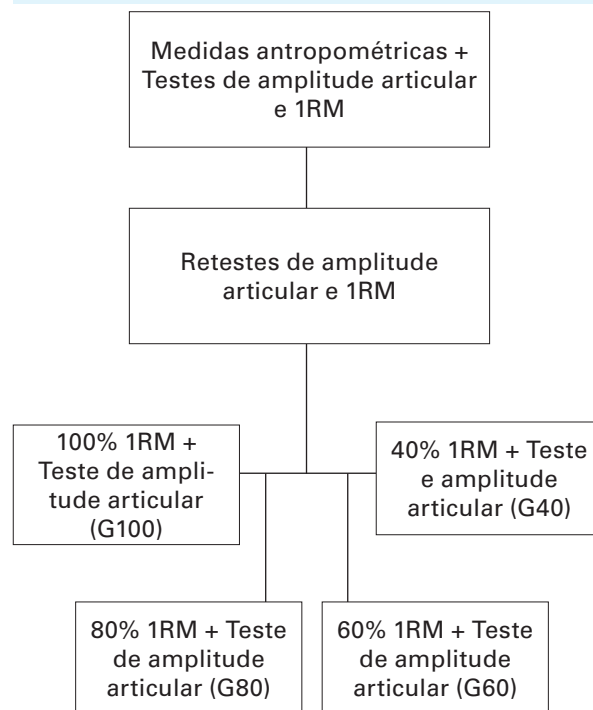 Medidas antropométricas +
Testes de amplitude articular
e 1RM
Retestes de amplitude
articular e 1RM
100% 1RM +
Teste de ampli-
tude articular
(G100)
40% 1RM + Teste
e amplitude
articular (G40)
80% 1RM + Teste
de amplitude
articular (G80)
60% 1RM + Teste
de amplitude
articular (G60)